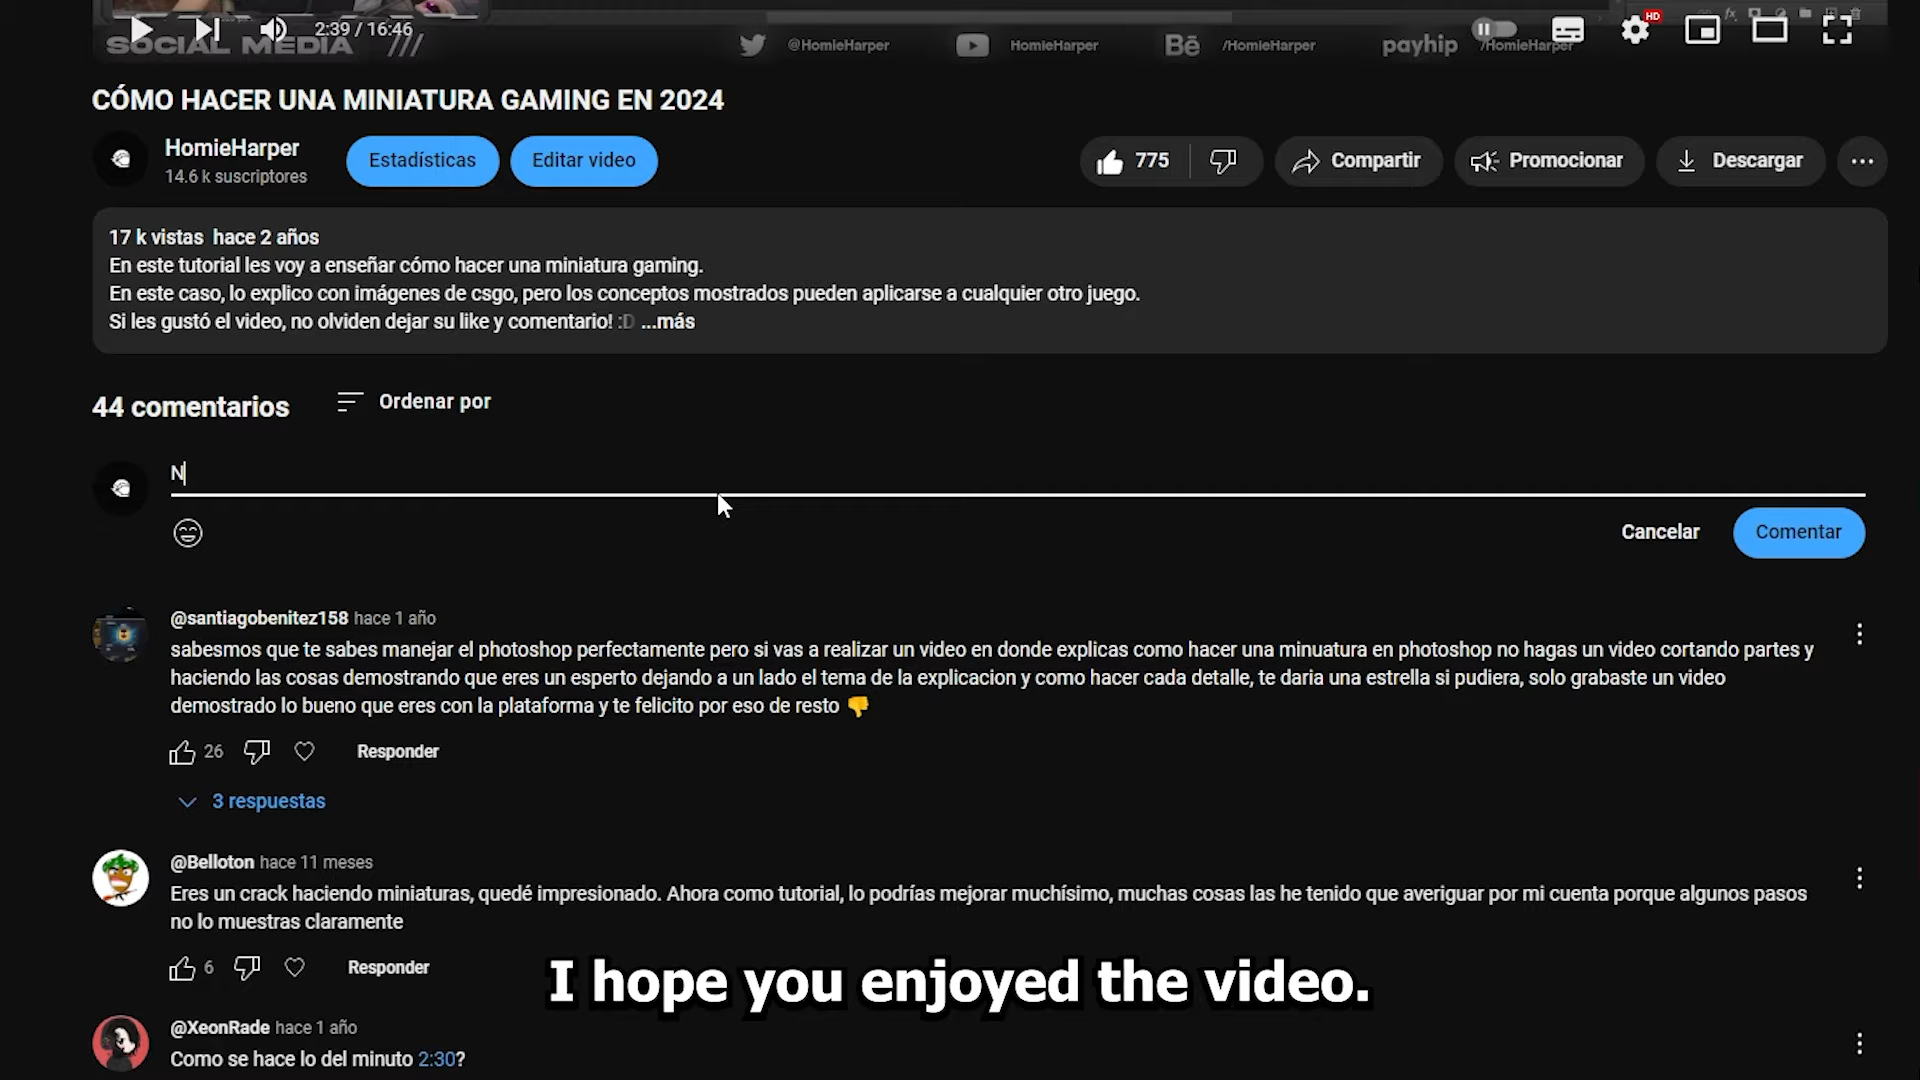 2:39 / 16:46
HD
SOCIAL MEDIA ///
@HomieHarper
HomieHarper
Bē /HomieHarper
payhip /HomieHarper
CÓMO HACER UNA MINIATURA GAMING EN 2024
HomieHarper
14.6 k suscriptores
Estadísticas
Editar video
775
Compartir
Promocionar
Descargar
17 k vistas hace 2 años
En este tutorial les voy a enseñar cómo hacer una miniatura gaming.
En este caso, lo explico con imágenes de csgo, pero los conceptos mostrados pueden aplicarse a cualquier otro juego.
Si les gustó el video, no olviden dejar su like y comentario! :D ...más
44 comentarios
Ordenar por
N
Cancelar
Comentar
@santiagobenitez158 hace 1 año
sabesmos que te sabes manejar el photoshop perfectamente pero si vas a realizar un video en donde explicas como hacer una minuatura en photoshop no hagas un video cortando partes y
haciendo las cosas demostrando que eres un esperto dejando a un lado el tema de la explicacion y como hacer cada detalle, te daria una estrella si pudiera, solo grabaste un video
demostrado lo bueno que eres con la plataforma y te felicito por eso de resto 👎
26
Responder
3 respuestas
@Belloton hace 11 meses
Eres un crack haciendo miniaturas, quedé impresionado. Ahora como tutorial, lo podrías mejorar muchísimo, muchas cosas las he tenido que averiguar por mi cuenta porque algunos pasos
no lo muestras claramente
6
Responder
I hope you enjoyed the video.
@XeonRade hace 1 año
Como se hace lo del minuto 2:30?